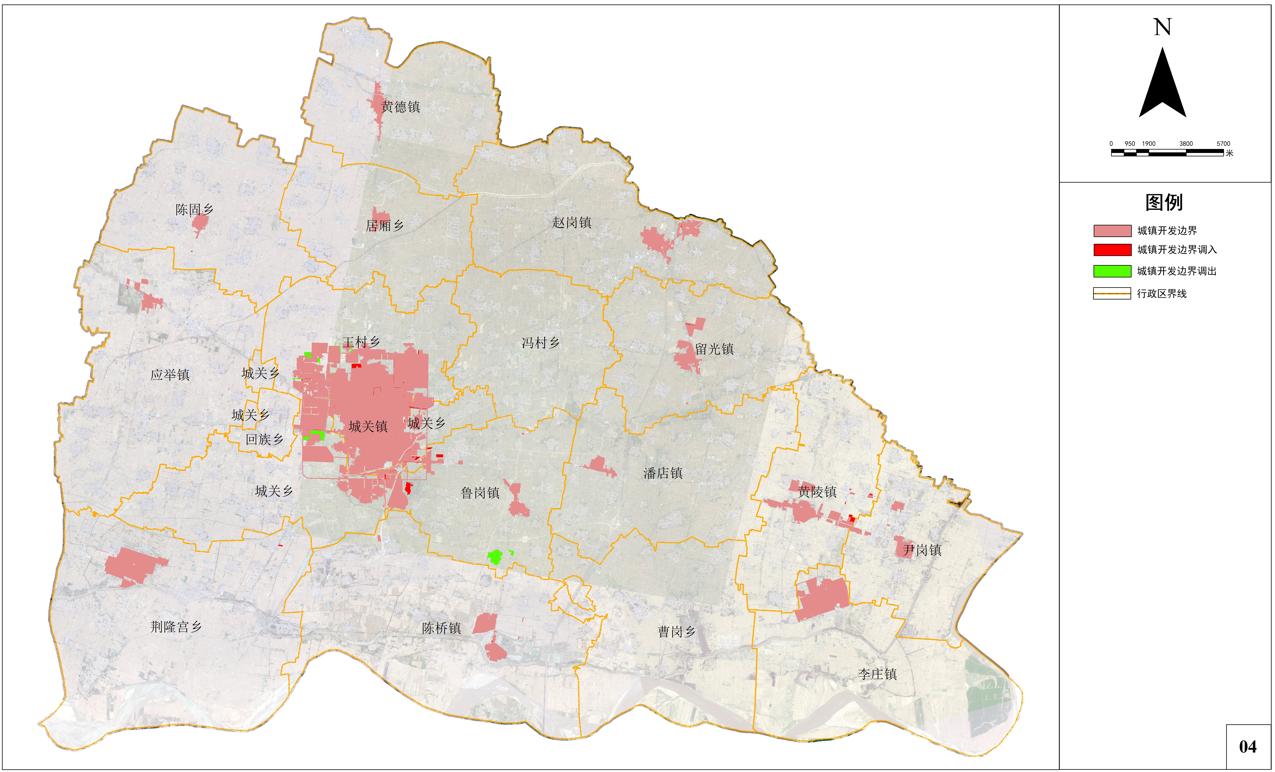 N
0 950 1900 3800 5700
米
图例
城镇开发边界
城镇开发边界调入
城镇开发边界调出
行政区界线
黄德镇
陈固乡
居厢乡
赵岗镇
王村乡
冯村乡
留光镇
应举镇
城关乡
城关乡
回族乡
城关镇
城关乡
城关乡
鲁岗镇
潘店镇
黄陵镇
尹岗镇
荆隆宫乡
陈桥镇
曹岗乡
李庄镇
04